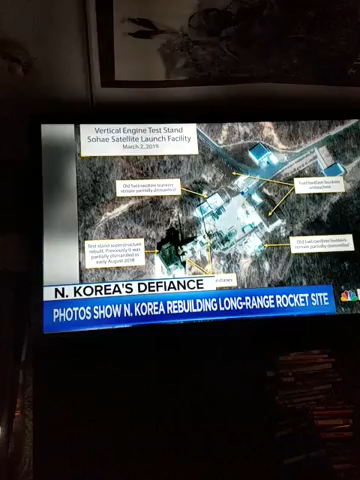 Vertical Engine Test Stand
Sohae Satellite Launch Facility
March 2, 2019
Old fuel/oxidizer bunkers
remain partially dismantled
Fuel/oxidizer bunkers
Test stand superstructure
rebuilt. Previously it was
partially dismantled in
early August 2018
Old fuel/oxidizer bunkers
remain partially dismantled
N. KOREA'S DEFIANCE
PHOTOS SHOW N. KOREA REBUILDING LONG-RANGE ROCKET SITE